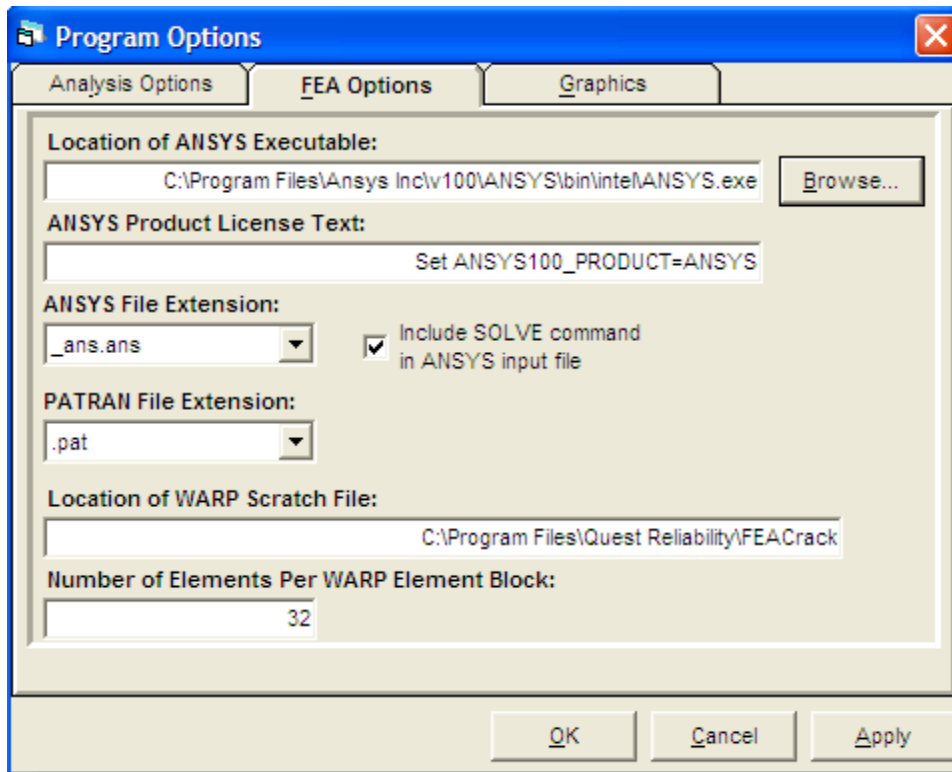 Program Options
Analysis Options
FEA Options
Graphics
Location of ANSYS Executable:
C:\Program Files\Ansys Inc\v100\ANSYS\bin\intel\ANSYS.exe
Browse...
ANSYS Product License Text:
Set ANSYS100_PRODUCT=ANSYS
ANSYS File Extension:
_ans.ans
Include SOLVE command
in ANSYS input file
PATRAN File Extension:
.pat
Location of WARP Scratch File:
C:\Program Files\Quest Reliability\FEACrack
Number of Elements Per WARP Element Block:
32
OK
Cancel
Apply